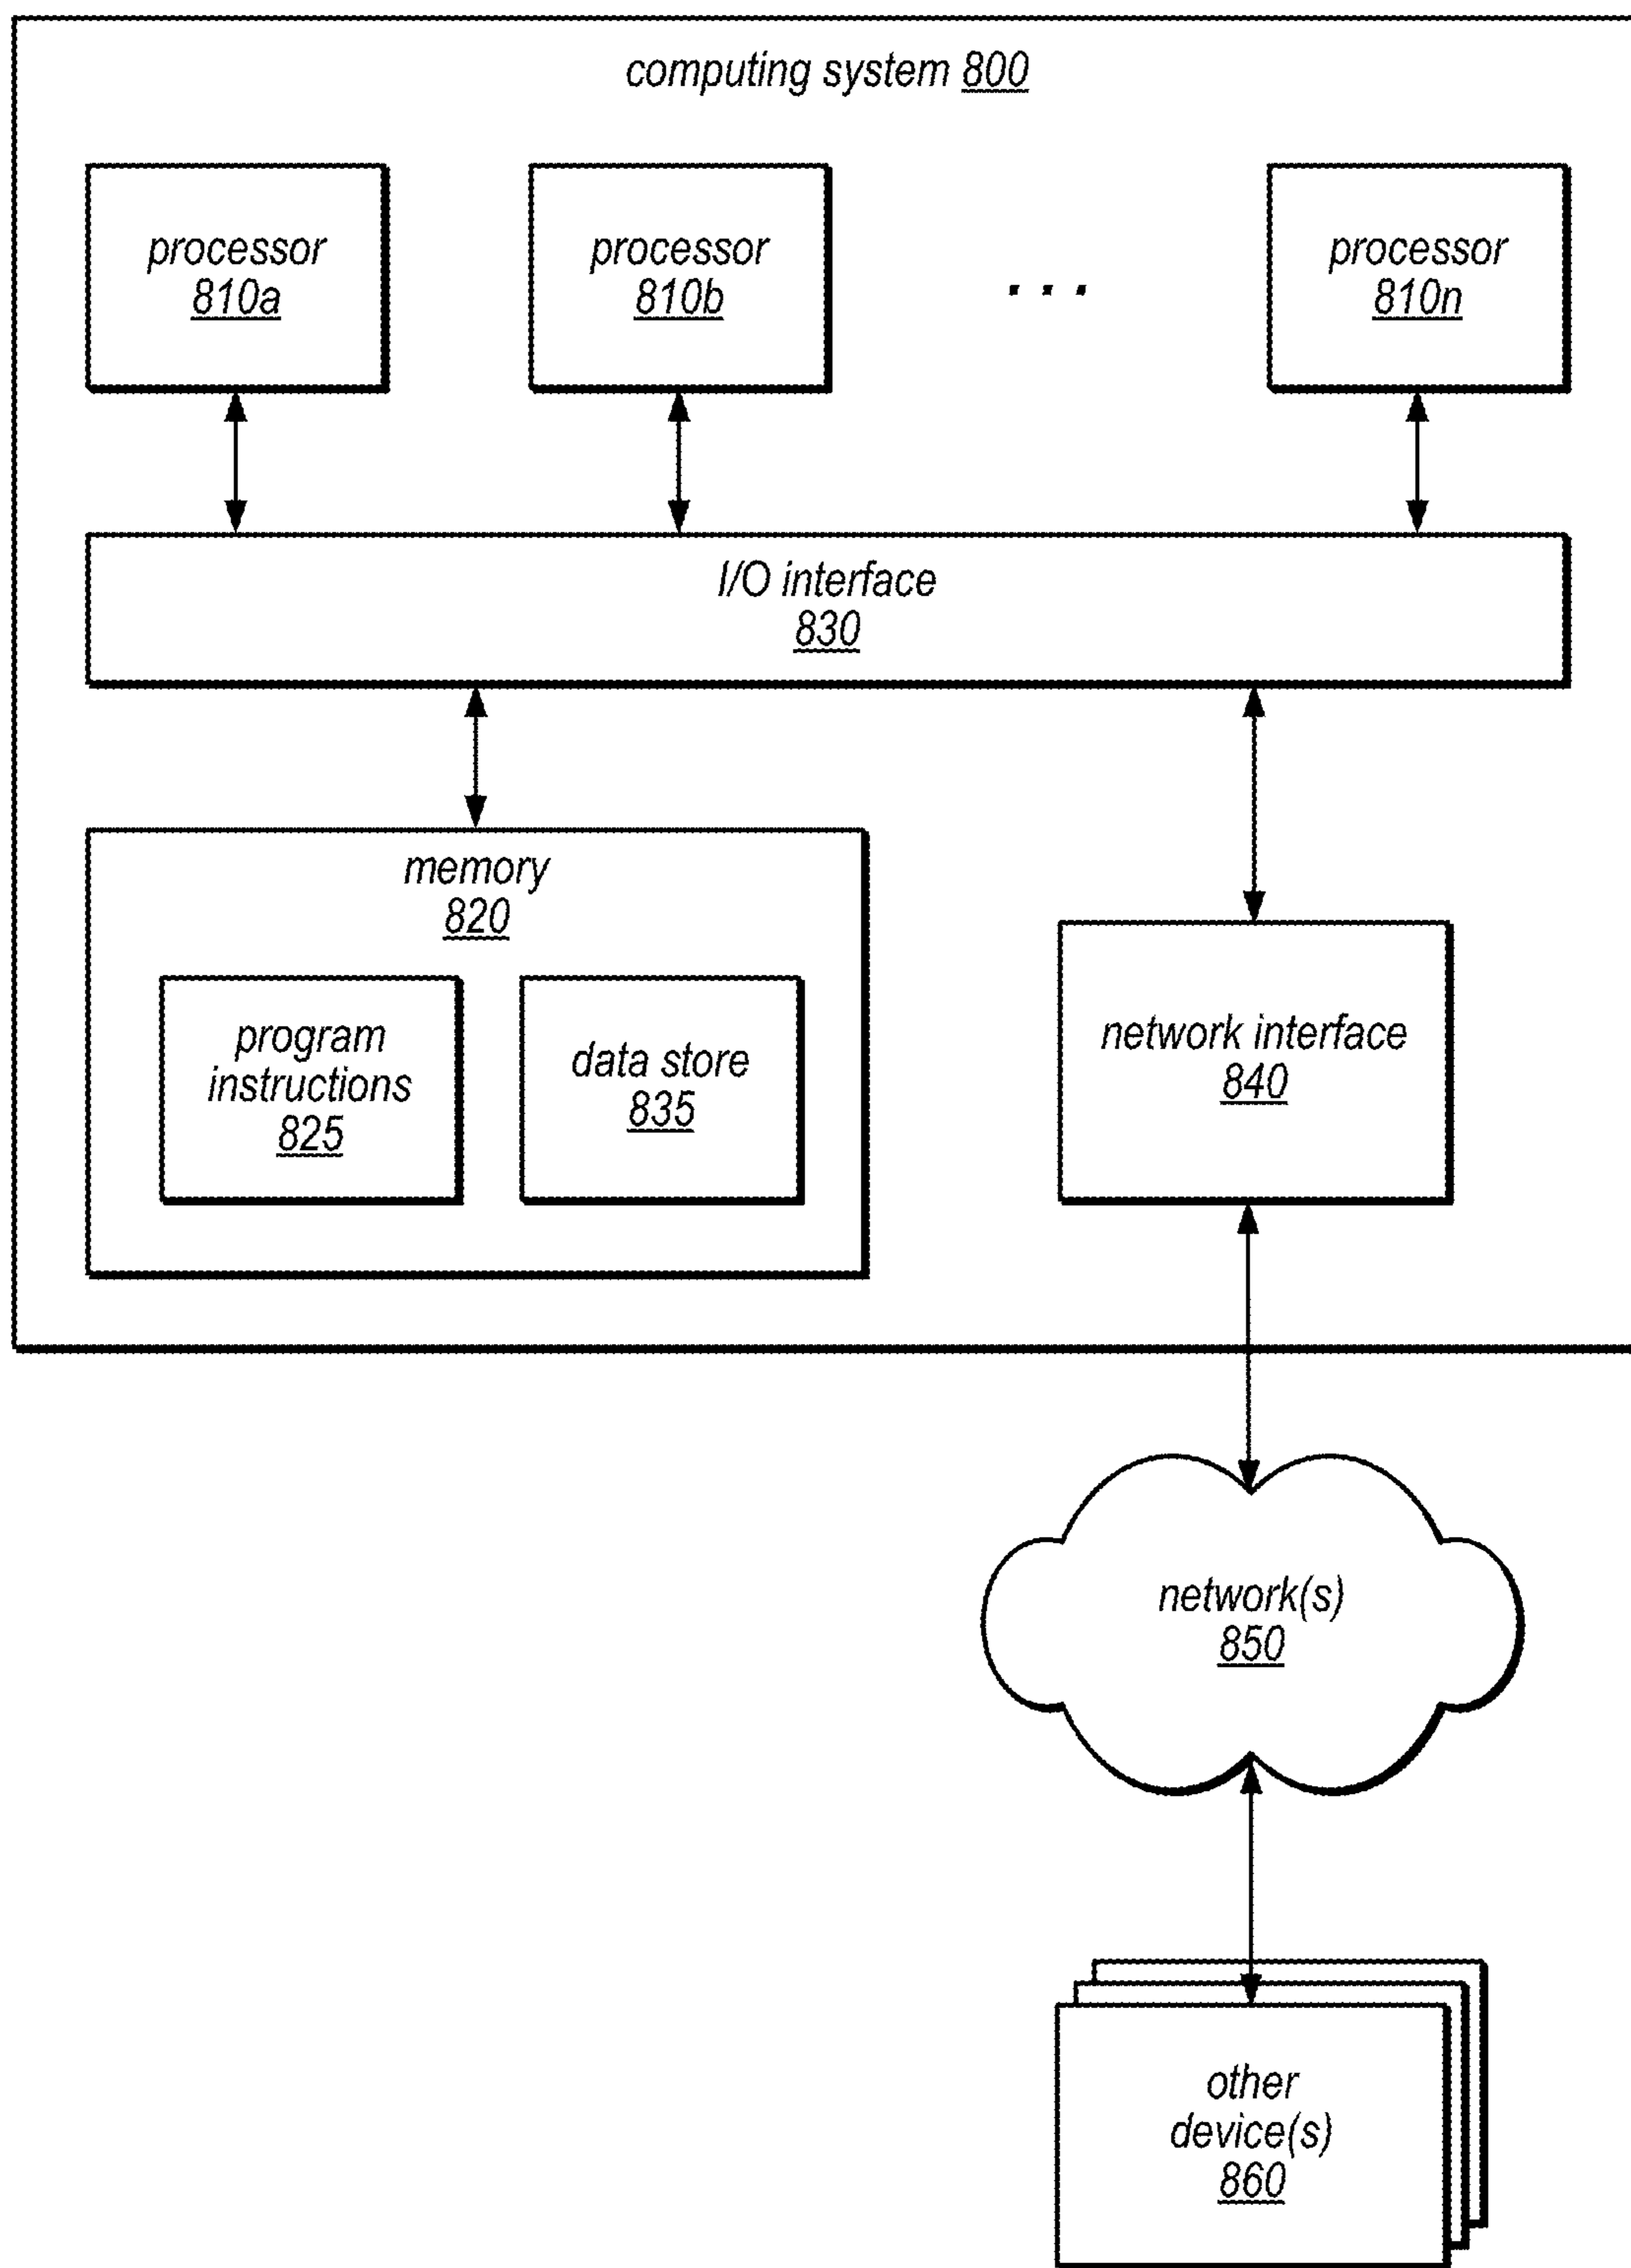 computing system 800
processor
810a
processor
810b
. . .
processor
810n
I/O interface
830
memory
820
program
instructions
825
data store
835
network interface
840
network(s)
850
other
device(s)
860